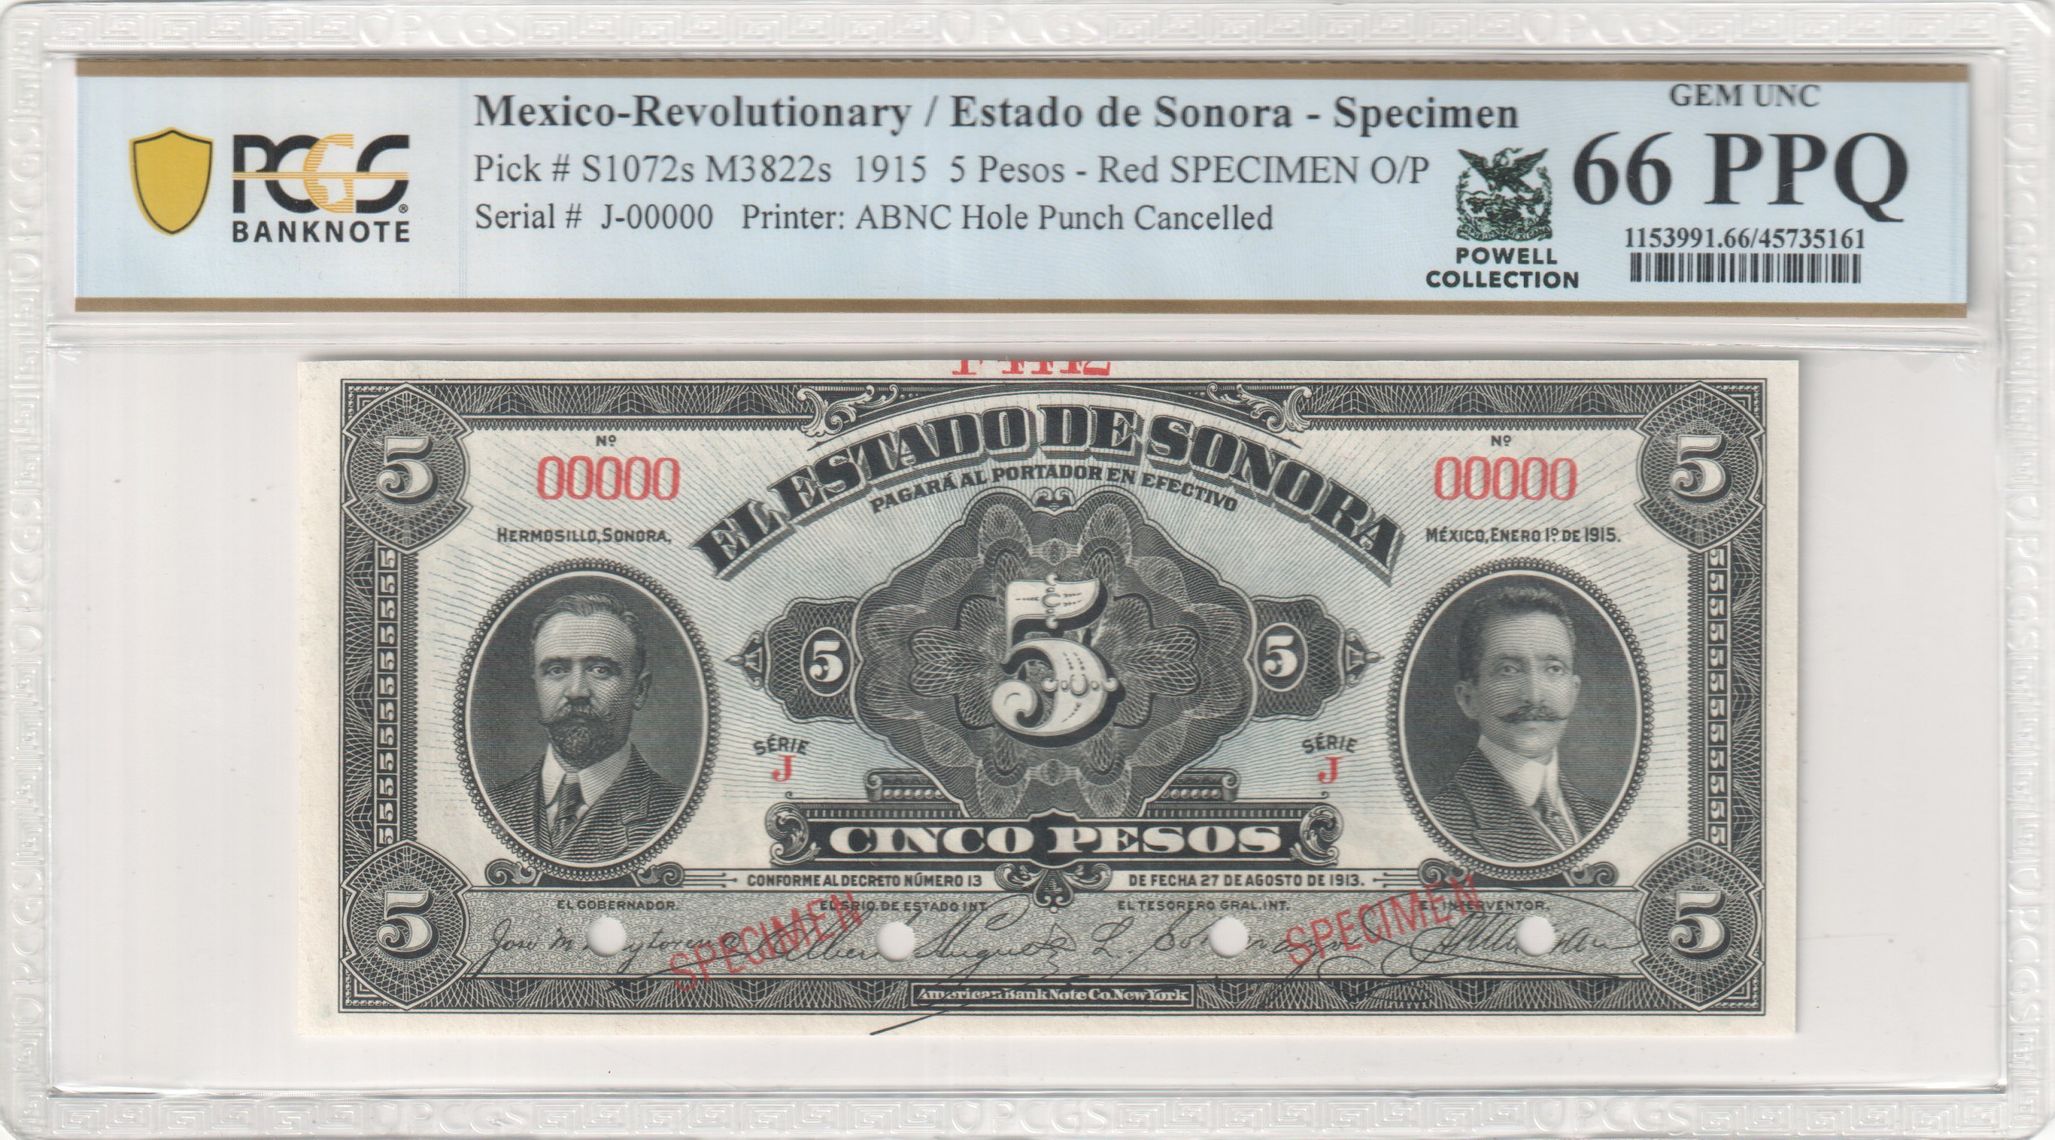 PCGS
BANKNOTE
Mexico-Revolutionary / Estado de Sonora - Specimen
Pick # S1072s M3822s 1915 5 Pesos - Red SPECIMEN O/P
Serial # J-00000 Printer: ABNC Hole Punch Cancelled
POWELL
COLLECTION
GEM UNC
66 PPQ
1153991.66/45735161
EL ESTADO DE SONORA
PAGARÁ AL PORTADOR EN EFECTIVO
Nº
00000
Nº
00000
HERMOSILLO, SONORA,
MÉXICO, ENERO 1º DE 1915.
5
5
5
5
5
SÉRIE
J
SÉRIE
J
CINCO PESOS
CONFORME AL DECRETO NÚMERO 13
DE FECHA 27 DE AGOSTO DE 1913.
EL GOBERNADOR.
EL SRIO. DE ESTADO INT.
EL TESORERO GRAL. INT.
EL INTERVENTOR.
SPECIMEN
SPECIMEN
5
5
American Bank Note Co. New York